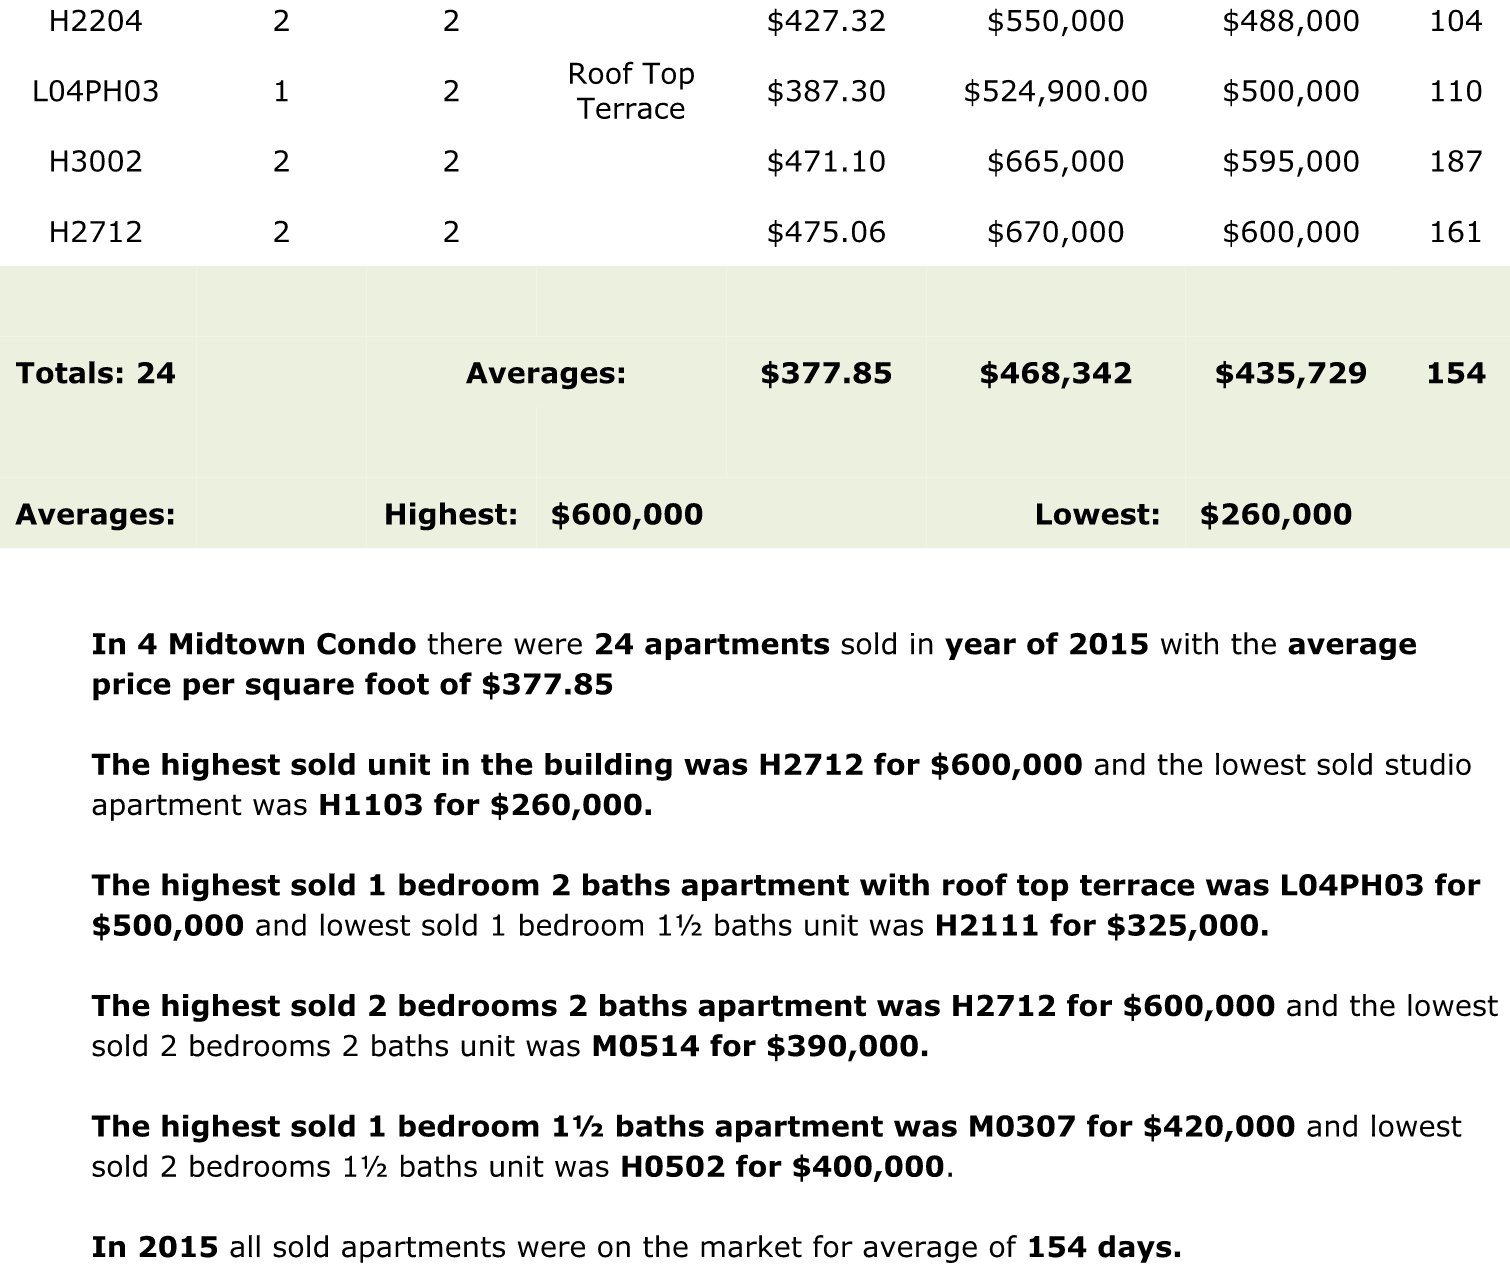 H2204 2 2 $427.32 $550,000 $488,000 104
L04PH03 1 2 Roof Top Terrace $387.30 $524,900.00 $500,000 110
H3002 2 2 $471.10 $665,000 $595,000 187
H2712 2 2 $475.06 $670,000 $600,000 161
Totals: 24 Averages: $377.85 $468,342 $435,729 154
Averages: Highest: $600,000 Lowest: $260,000
In 4 Midtown Condo there were 24 apartments sold in year of 2015 with the average
price per square foot of $377.85
The highest sold unit in the building was H2712 for $600,000 and the lowest sold studio
apartment was H1103 for $260,000.
The highest sold 1 bedroom 2 baths apartment with roof top terrace was L04PH03 for
$500,000 and lowest sold 1 bedroom 1½ baths unit was H2111 for $325,000.
The highest sold 2 bedrooms 2 baths apartment was H2712 for $600,000 and the lowest
sold 2 bedrooms 2 baths unit was M0514 for $390,000.
The highest sold 1 bedroom 1½ baths apartment was M0307 for $420,000 and lowest
sold 2 bedrooms 1½ baths unit was H0502 for $400,000.
In 2015 all sold apartments were on the market for average of 154 days.